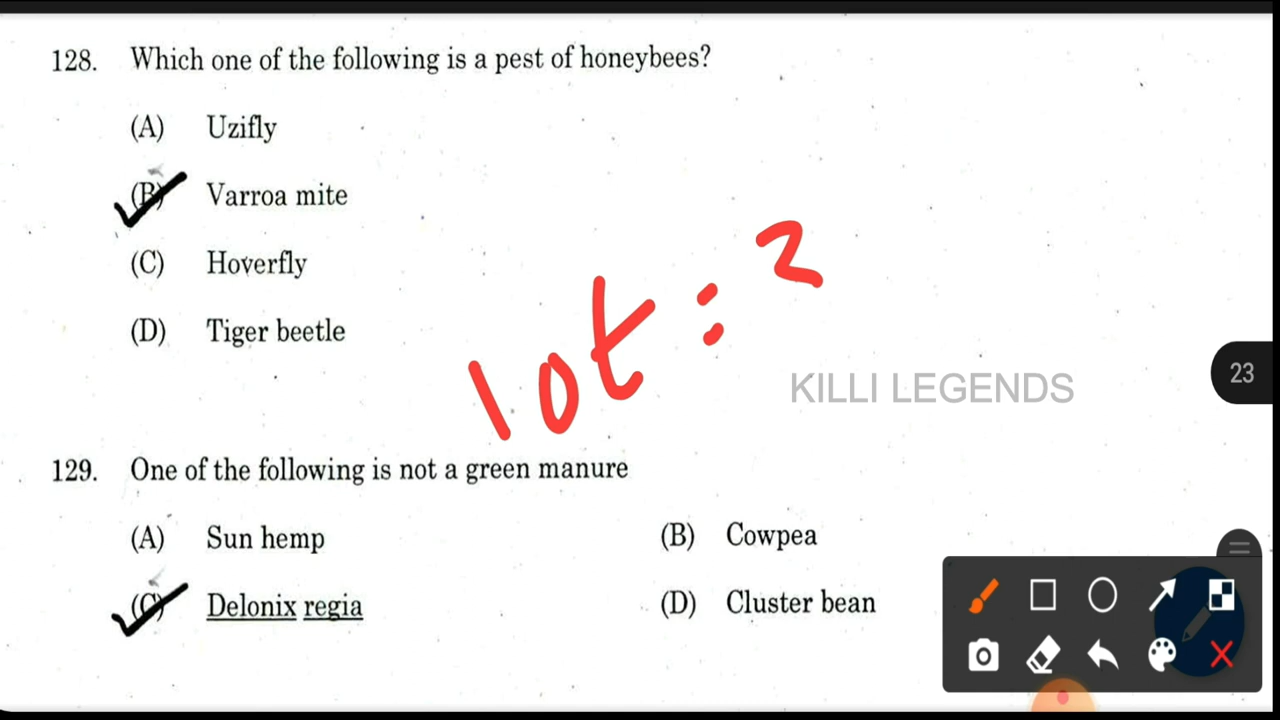 128. Which one of the following is a pest of honeybees?
(A) Uzifly
(B) Varroa mite
(C) Hoverfly
(D) Tiger beetle
lot : 2
KILLI LEGENDS
23
129. One of the following is not a green manure
(A) Sun hemp (B) Cowpea
(C) Delonix regia (D) Cluster bean